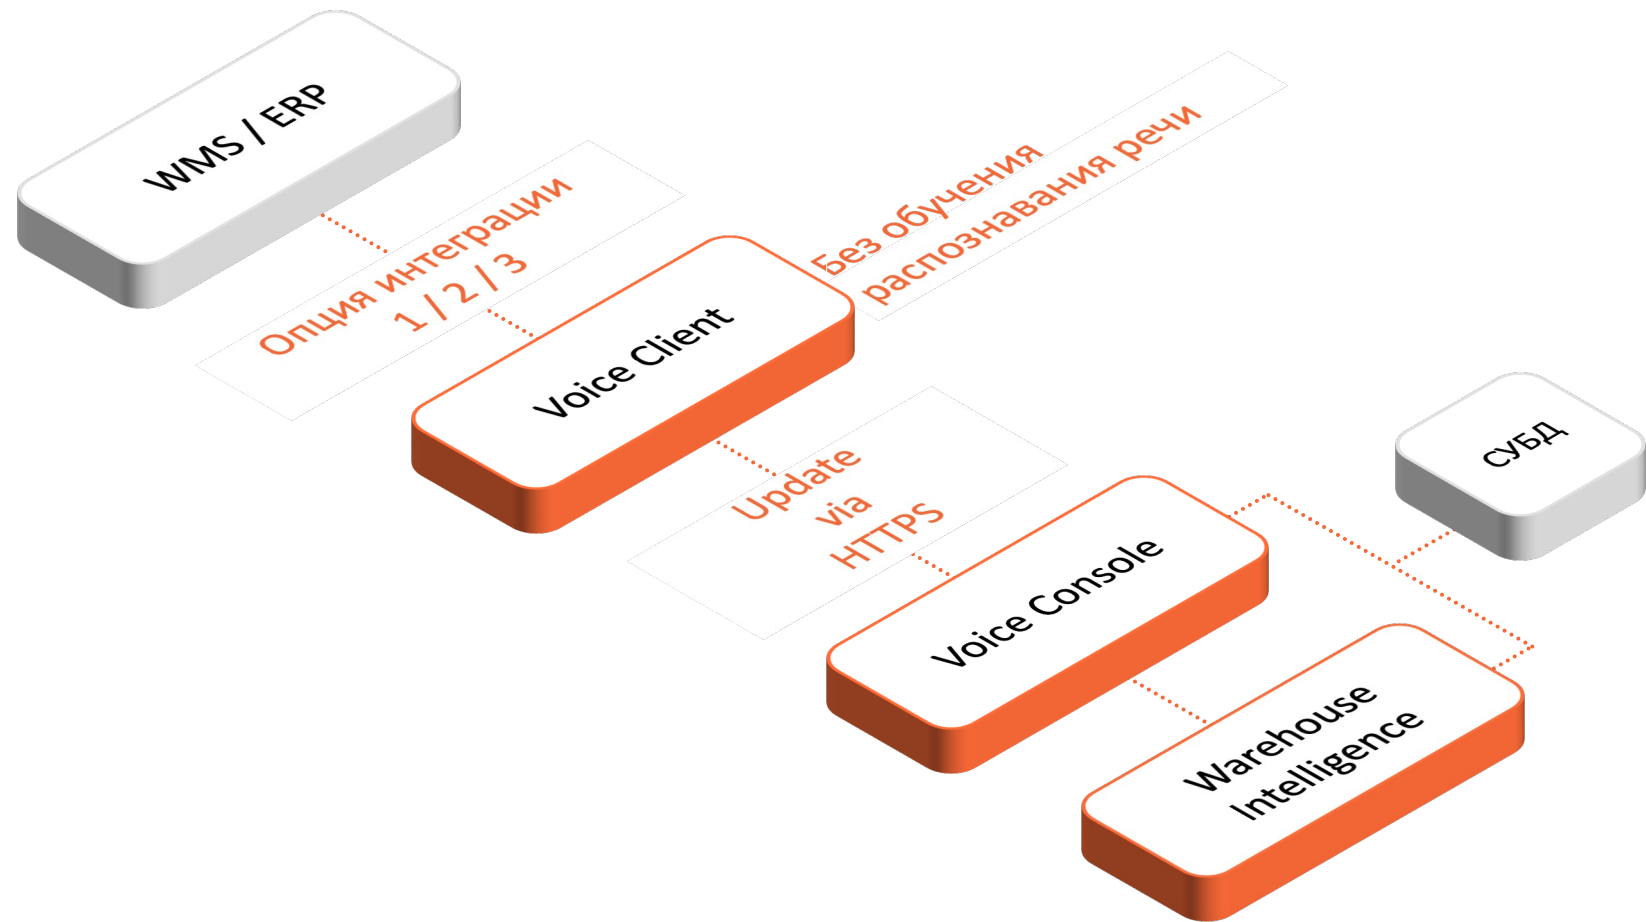 WMS / ERP
Опция интеграции
1 / 2 / 3
Без обучения
распознавания речи
Voice Client
Update
via
HTTPS
СУБД
Voice Console
Warehouse
Intelligence